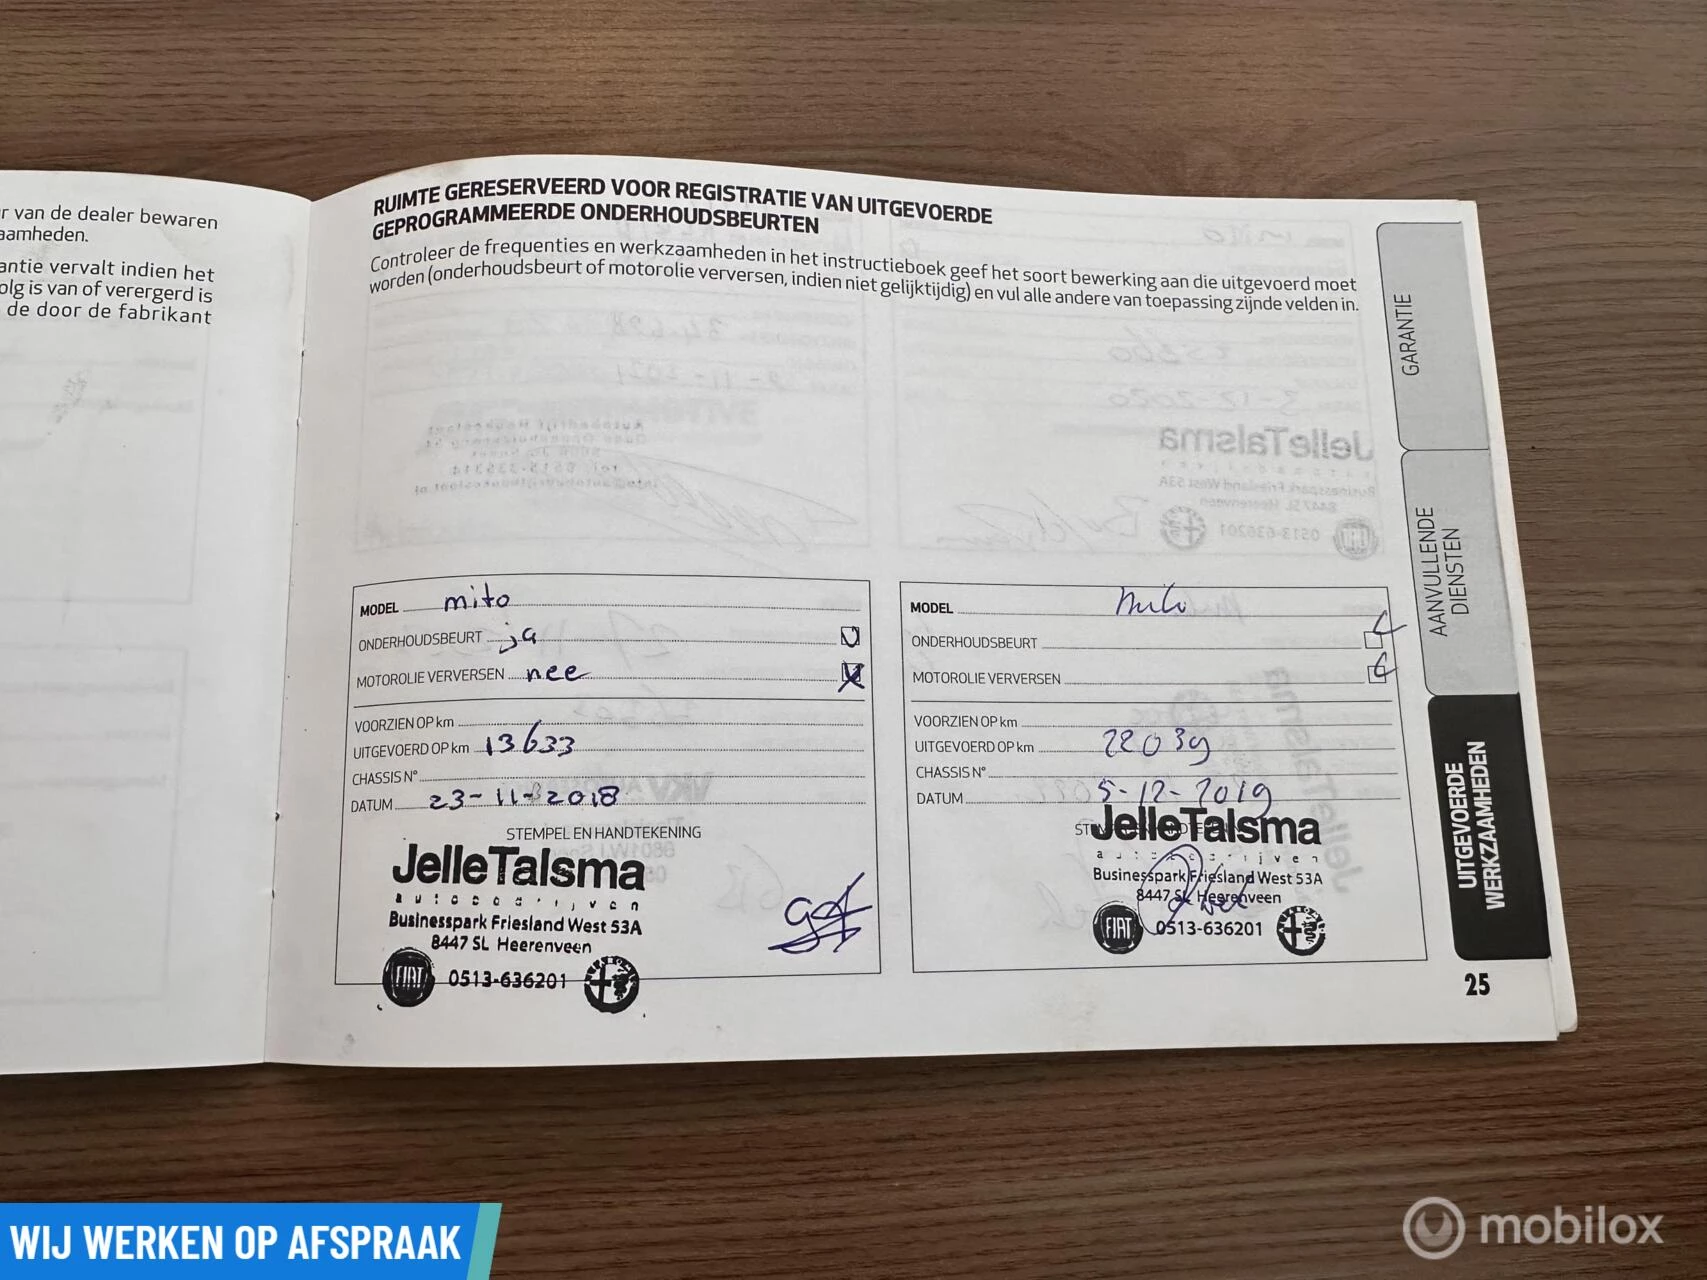 r van de dealer bewaren
aamheden.
antie vervalt indien het
olg is van of verergerd is
de door de fabrikant
RUIMTE GERESERVEERD VOOR REGISTRATIE VAN UITGEVOERDE
GEPROGRAMMEERDE ONDERHOUDSBEURTEN
Controleer de frequenties en werkzaamheden in het instructieboek geef het soort bewerking aan die uitgevoerd moet
worden (onderhoudsbeurt of motorolie verversen, indien niet gelijktijdig) en vul alle andere van toepassing zijnde velden in.
MODEL mito
ONDERHOUDSBEURT ja
MOTOROLIE VERVERSEN nee
VOORZIEN OP km
UITGEVOERD OP km 13633
CHASSIS N°
DATUM 23-11-2018
STEMPEL EN HANDTEKENING
JelleTalsma
autobedrijven
Businesspark Friesland West 53A
8447 SL Heerenveen
FIAT 0513-636201
MODEL Mito
ONDERHOUDSBEURT
MOTOROLIE VERVERSEN
VOORZIEN OP km
UITGEVOERD OP km 22039
CHASSIS N°
DATUM 5-12-2019
JelleTalsma
autobedrijven
Businesspark Friesland West 53A
8447 SL Heerenveen
FIAT 0513-636201
GARANTIE
AANVULLENDE
DIENSTEN
UITGEVOERDE
WERKZAAMHEDEN
25
WIJ WERKEN OP AFSPRAAK
mobilox